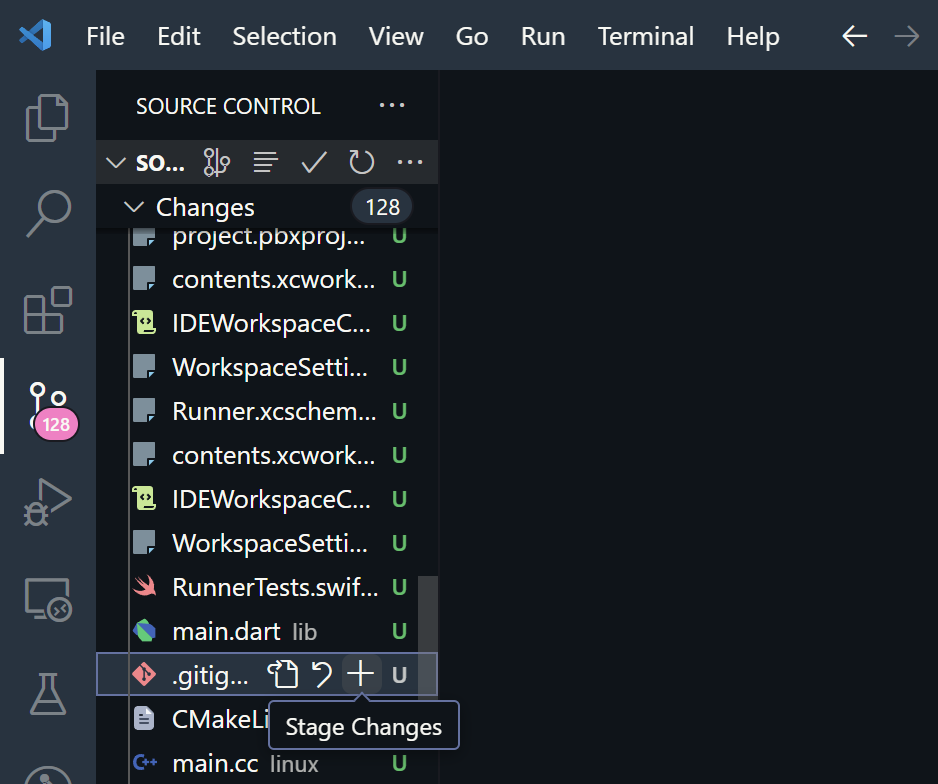 File Edit Selection View Go Run Terminal Help
SOURCE CONTROL
SO...
Changes 128
project.pbxproj... U
contents.xcwork... U
IDEWorkspaceC... U
WorkspaceSetti... U
128
Runner.xcschem... U
contents.xcwork... U
IDEWorkspaceC... U
WorkspaceSetti... U
RunnerTests.swif... U
main.dart lib U
.gitig... U
CMakeLi
Stage Changes
main.cc linux U